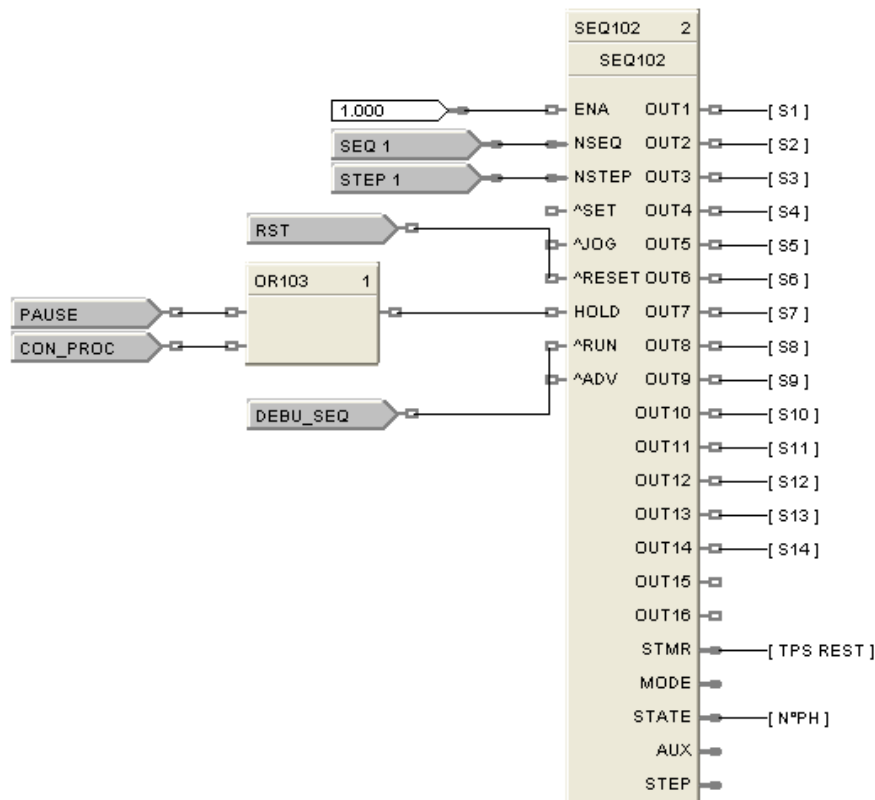 SEQ102 2
SEQ102
1.000 ENA OUT1 [ S1 ]
SEQ 1 NSEQ OUT2 [ S2 ]
STEP 1 NSTEP OUT3 [ S3 ]
^SET OUT4 [ S4 ]
RST ^JOG OUT5 [ S5 ]
OR103 1 ^RESET OUT6 [ S6 ]
PAUSE HOLD OUT7 [ S7 ]
CON_PROC ^RUN OUT8 [ S8 ]
^ADV OUT9 [ S9 ]
DEBU_SEQ OUT10 [ S10 ]
OUT11 [ S11 ]
OUT12 [ S12 ]
OUT13 [ S13 ]
OUT14 [ S14 ]
OUT15
OUT16
STMR [ TPS REST ]
MODE
STATE [ N°PH ]
AUX
STEP